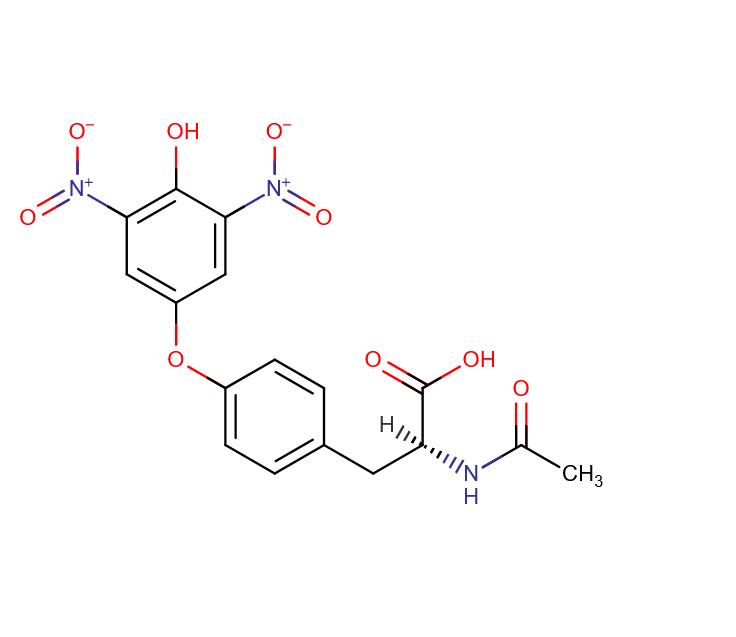 O⁻ OH O⁻
N⁺ N⁺
O O
O O OH
O
H
N CH₃
H